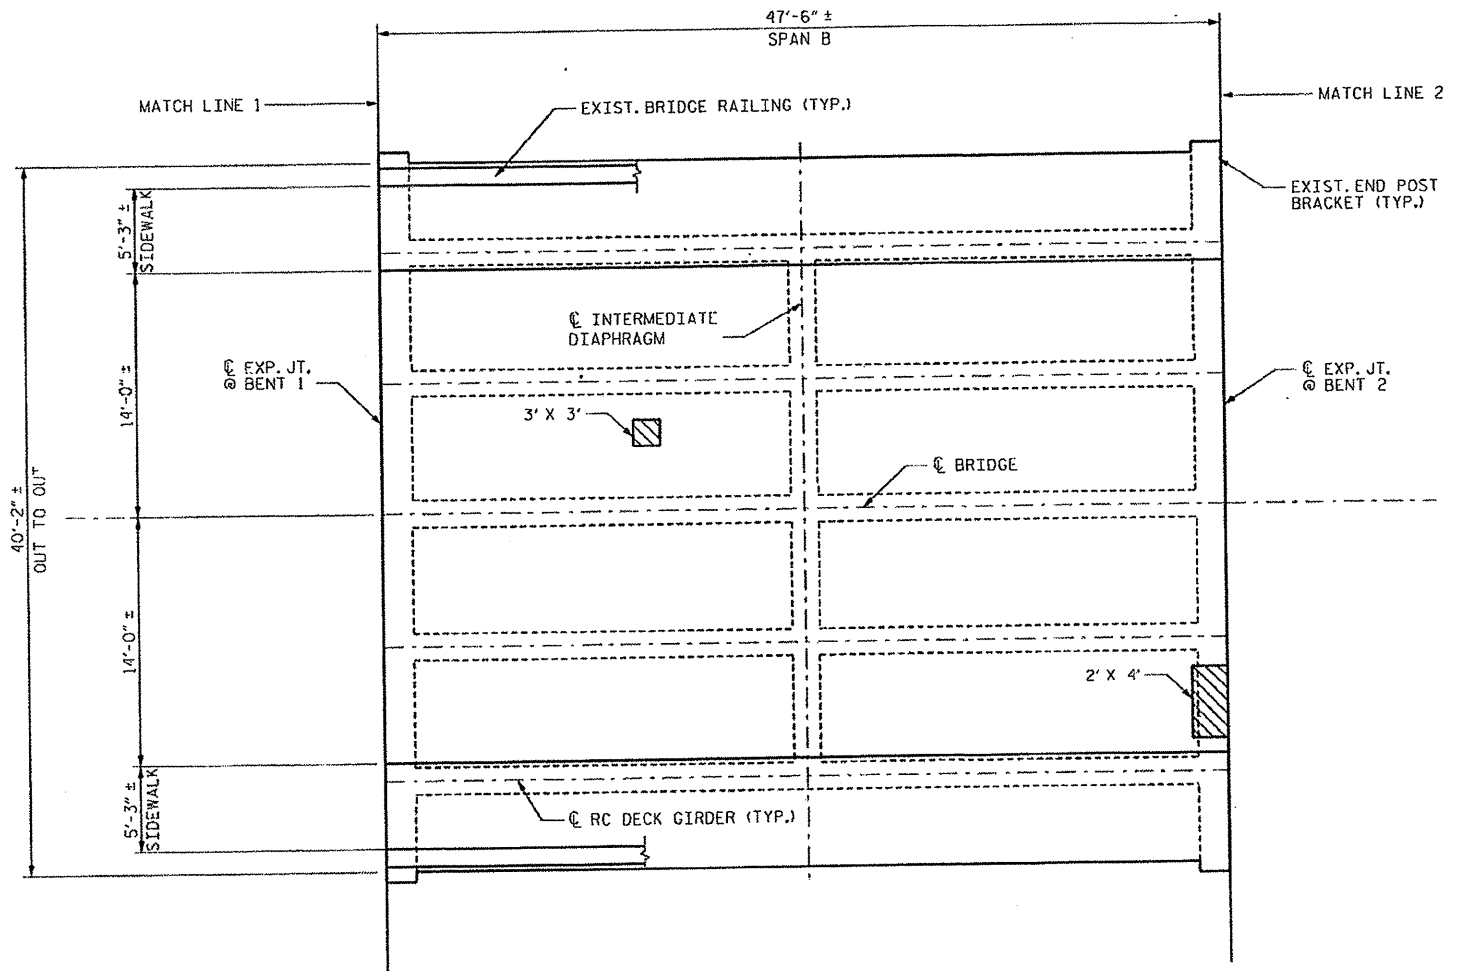 47'-6" ±
SPAN B
MATCH LINE 1
EXIST. BRIDGE RAILING (TYP.)
MATCH LINE 2
EXIST. END POST
BRACKET (TYP.)
5'-3" ±
SIDEWALK
℄ INTERMEDIATE
DIAPHRAGM
℄ EXP. JT.
@ BENT 1
℄ EXP. JT.
@ BENT 2
14'-0" ±
3' X 3'
℄ BRIDGE
40'-2" ±
OUT TO OUT
14'-0" ±
2' X 4'
5'-3" ±
SIDEWALK
℄ RC DECK GIRDER (TYP.)